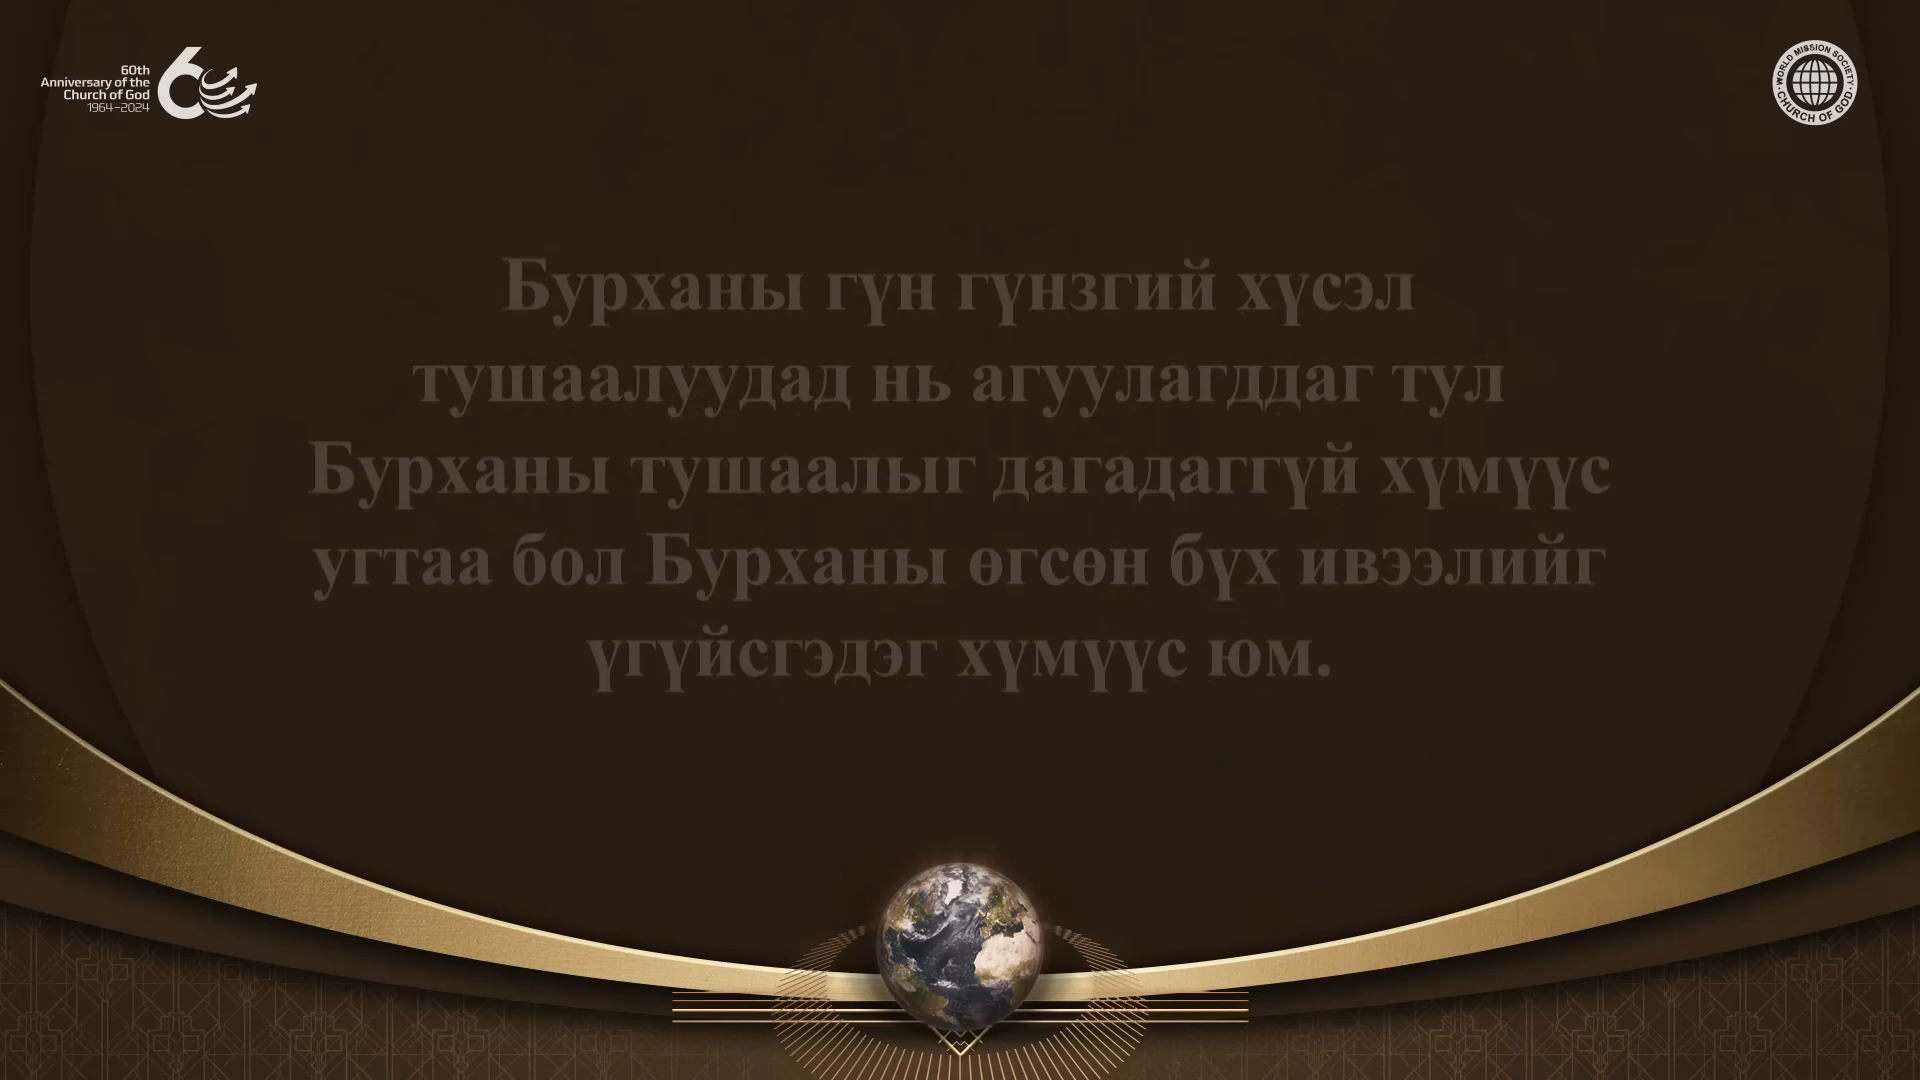 60th
Anniversary of the
Church of God
1964–2024
WORLD MISSION SOCIETY
CHURCH OF GOD
Бурханы гүн гүнзгий хүсэл
тушаалуудад нь агуулагддаг тул
Бурханы тушаалыг дагадаггүй хүмүүс
угтаа бол Бурханы өгсөн бүх ивээлийг
үгүйсгэдэг хүмүүс юм.